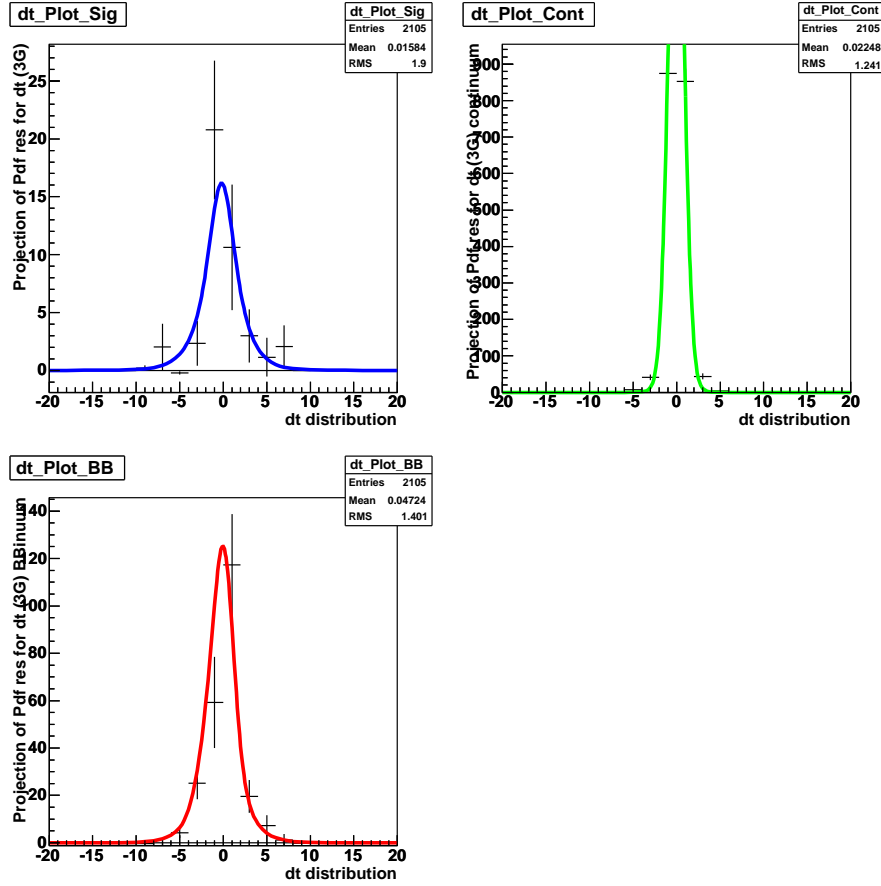 dt_Plot_Sig
dt_Plot_Sig
Entries 2105
Mean 0.01584
RMS 1.9
Projection of Pdf res for dt (3G)
25
20
15
10
5
0
-20 -15 -10 -5 0 5 10 15 20
dt distribution
dt_Plot_Cont
dt_Plot_Cont
Entries 2105
Mean 0.02248
RMS 1.241
Projection of Pdf res for dt (3G) continuum
900
800
700
600
500
400
300
200
100
0
-20 -15 -10 -5 0 5 10 15 20
dt distribution
dt_Plot_BB
dt_Plot_BB
Entries 2105
Mean 0.04724
RMS 1.401
Projection of Pdf res for dt (3G) BBinuum
140
120
100
80
60
40
20
0
-20 -15 -10 -5 0 5 10 15 20
dt distribution